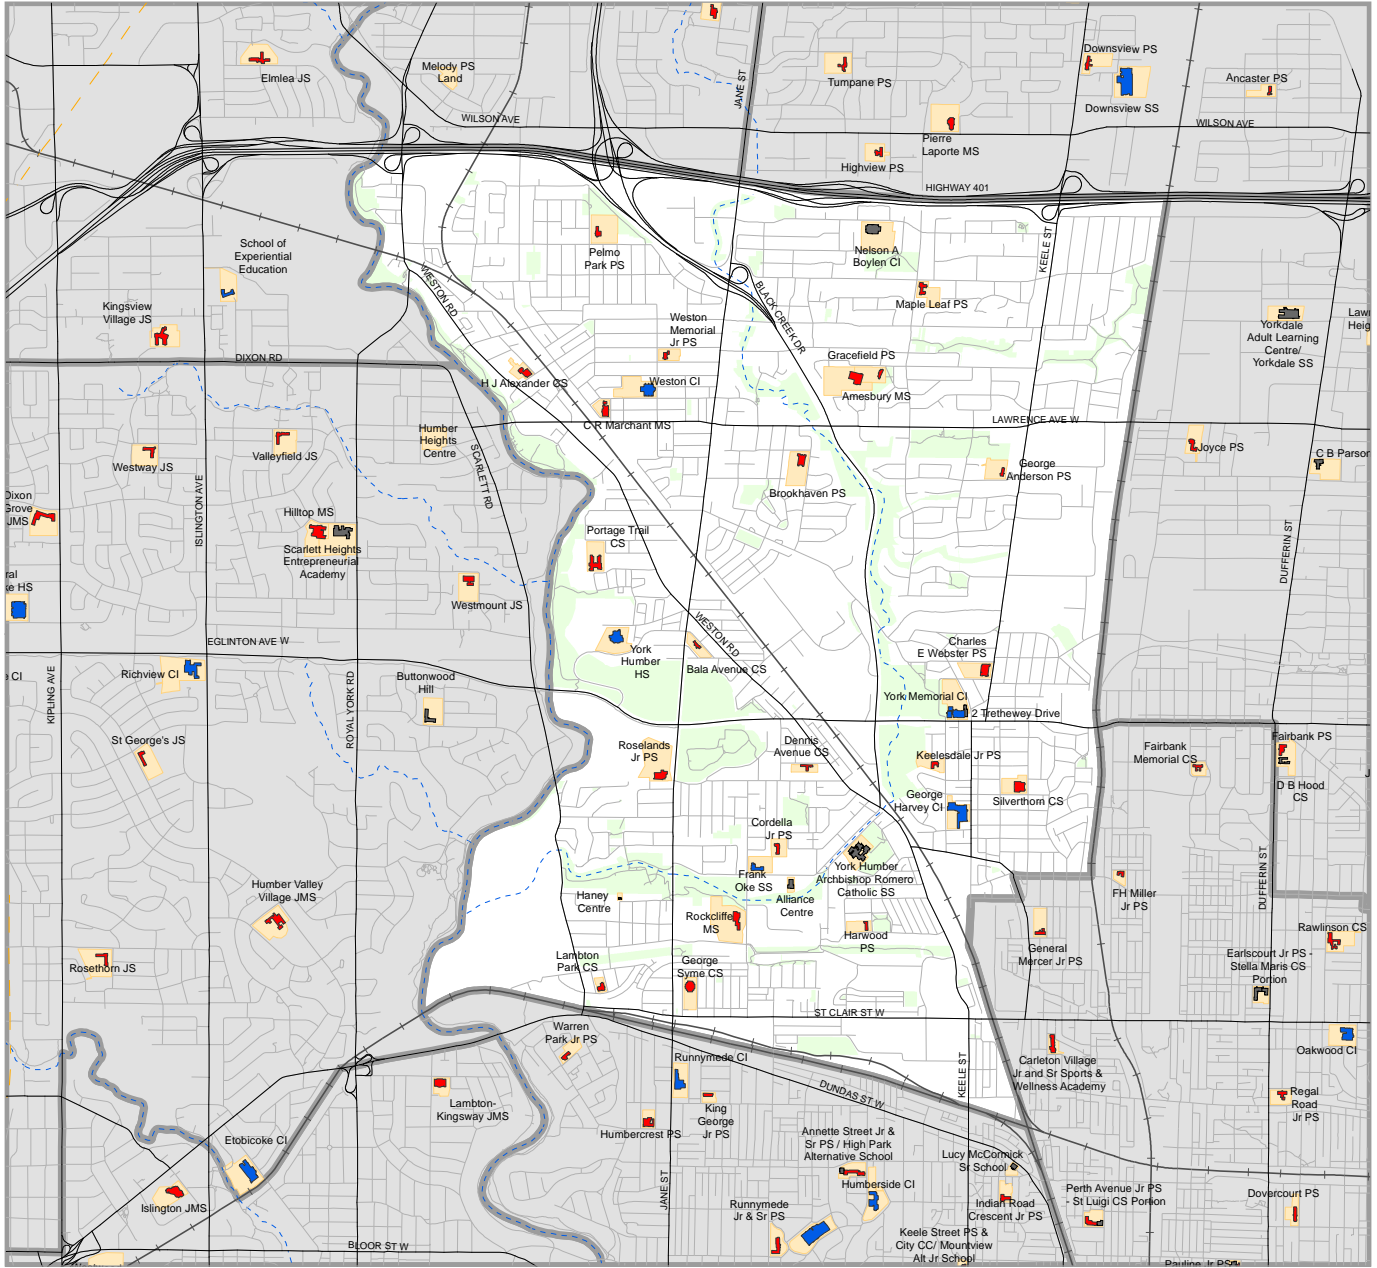 Elmlea JS
Melody PS
Land
WILSON AVE
JANE ST
Tumpane PS
Downsview PS
Downsview SS
Ancaster PS
WILSON AVE
Pierre
Laporte MS
Highview PS
HIGHWAY 401
School of
Experiential
Education
Kingsview
Village JS
DIXON RD
WESTON RD
Pelmo
Park PS
Nelson A
Boylen CI
KEELE ST
Maple Leaf PS
BLACK CREEK DR
Weston
Memorial
Jr PS
Yorkdale
Adult Learning
Centre/
Yorkdale SS
Gracefield PS
Amesbury MS
H J Alexander CS
Weston CI
C R Marchant MS
LAWRENCE AVE W
Humber
Heights
Centre
Westway JS
Valleyfield JS
SCARLETT RD
Brookhaven PS
George
Anderson PS
Joyce PS
C B Parson
ISLINGTON AVE
Dixon
Grove
JMS
Hilltop MS
Scarlett Heights
Entrepreneurial
Academy
Portage Trail
CS
DUFFERIN ST
Westmount JS
EGLINTON AVE W
Richview CI
KIPLING AVE
ROYAL YORK RD
Buttonwood
Hill
York
Humber
HS
WESTON RD
Bala Avenue CS
Charles
E Webster PS
York Memorial CI
2 Trethewey Drive
St George's JS
Roselands
Jr PS
Dennis
Avenue CS
Keelesdale Jr PS
Fairbank
Memorial CS
Fairbank PS
D B Hood
CS
George
Harvey CI
Silverthorn CS
Cordella
Jr PS
Frank
Oke SS
York Humber
Archbishop Romero
Catholic SS
Alliance
Centre
Haney
Centre
Humber Valley
Village JMS
FH Miller
Jr PS
DUFFERIN ST
Rockcliffe
MS
Harwood
PS
General
Mercer Jr PS
Rawlinson CS
Earlscourt Jr PS -
Stella Maris CS
Portion
Rosethorn JS
Lambton
Park CS
George
Syme CS
ST CLAIR ST W
Warren
Park Jr PS
Runnymede CI
KEELE ST
Carleton Village
Jr and Sr Sports &
Wellness Academy
Oakwood CI
Lambton-
Kingsway JMS
DUNDAS ST W
King
George
Jr PS
Regal
Road
Jr PS
Humbercrest PS
Etobicoke CI
Annette Street Jr &
Sr PS / High Park
Alternative School
Lucy McCormick
Sr School
Humberside CI
JANE ST
Islington JMS
Runnymede
Jr & Sr PS
Indian Road
Crescent Jr PS
Perth Avenue Jr PS
- St Luigi CS Portion
Dovercourt PS
BLOOR ST W
Keele Street PS &
City CC/ Mountview
Alt Jr School
Pauline Jr PS